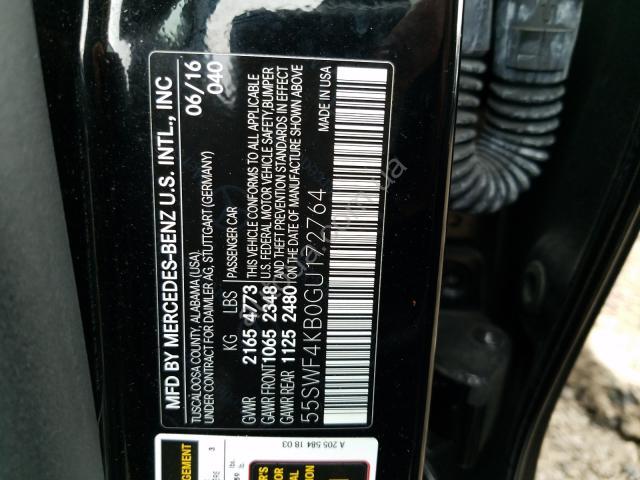 MFD BY MERCEDES-BENZ U.S. INTL., INC 06/16
TUSCALOOSA COUNTY, ALABAMA (USA), 040
UNDER CONTRACT FOR DAIMLER AG, STUTTGART (GERMANY)
KG LBS PASSENGER CAR
GVWR 2165 4773 THIS VEHICLE CONFORMS TO ALL APPLICABLE
GAWR FRONT 1065 2348 U.S. FEDERAL MOTOR VEHICLE SAFETY, BUMPER
GAWR REAR 1125 2480 AND THEFT PREVENTION STANDARDS IN EFFECT
ON THE DATE OF MANUFACTURE SHOWN ABOVE
55SWF4KB0GU172764 MADE IN USA
A 205 584 18 03